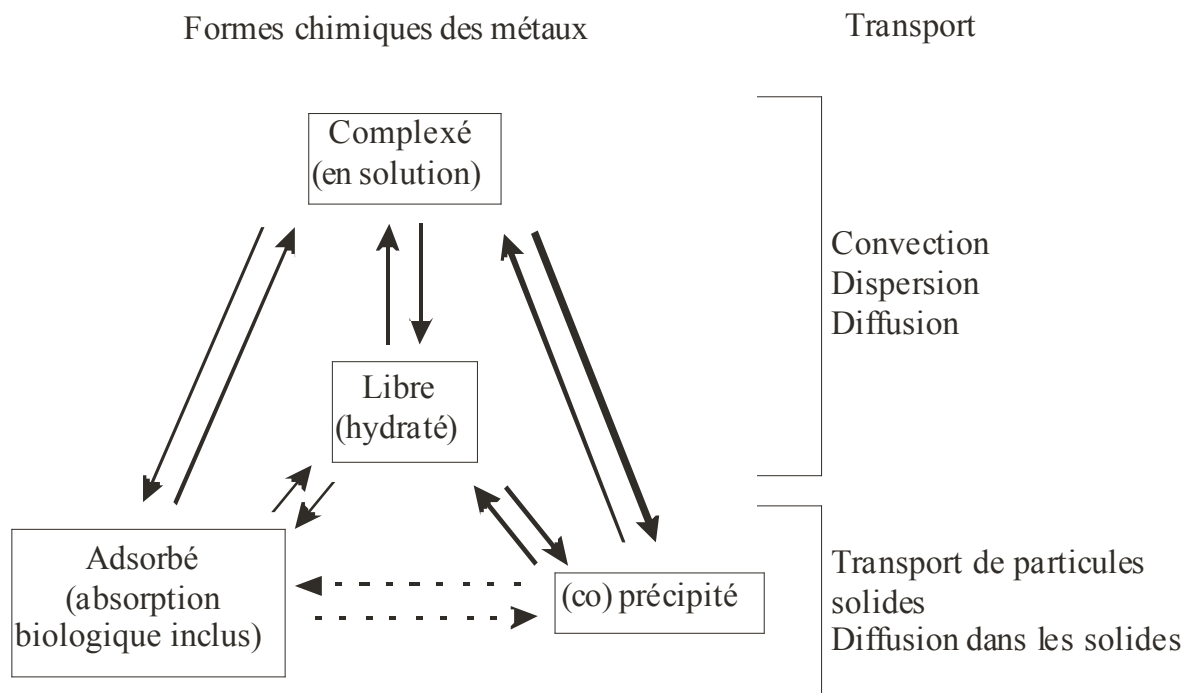 Formes chimiques des métaux
Transport
Complexé
(en solution)
Convection
Dispersion
Diffusion
Libre
(hydraté)
Adsorbé
(absorption
biologique inclus)
(co) précipité
Transport de particules
solides
Diffusion dans les solides